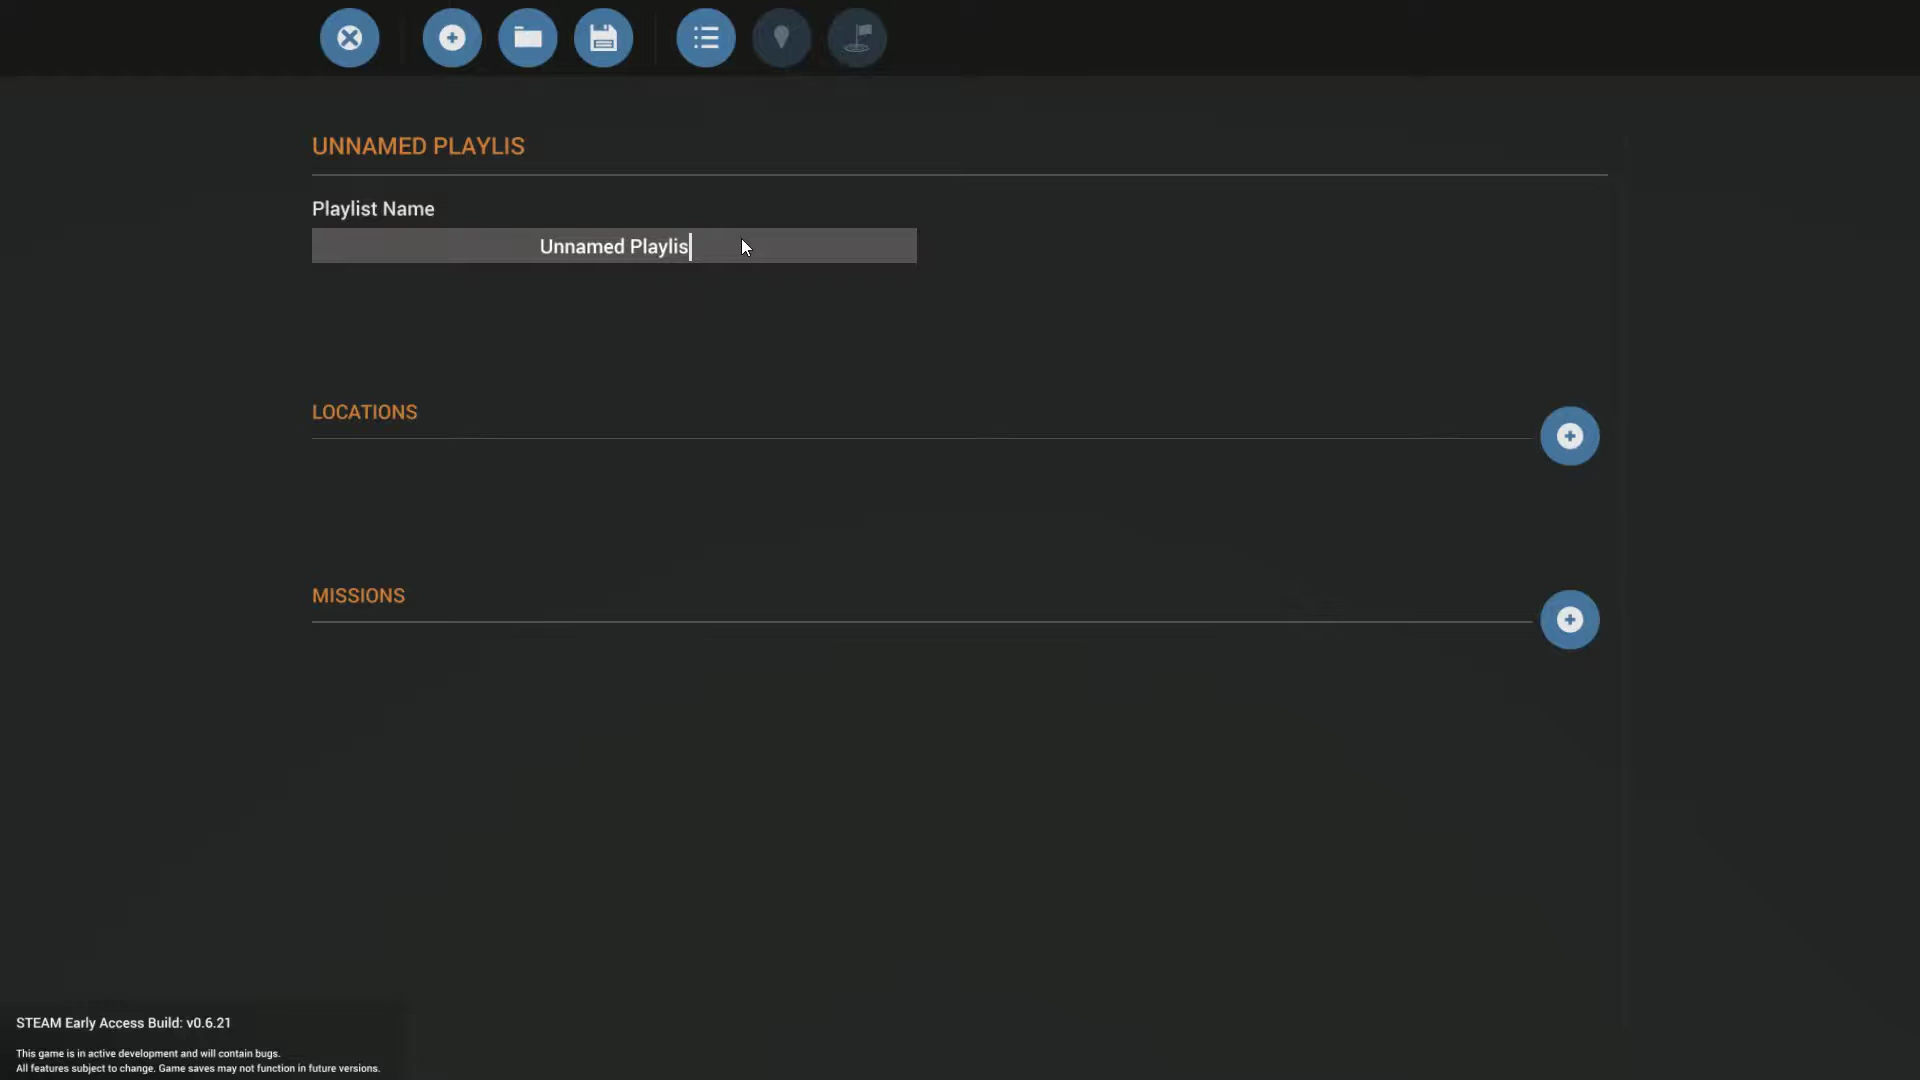 UNNAMED PLAYLIS
Playlist Name
Unnamed Playlis
LOCATIONS
MISSIONS
STEAM Early Access Build: v0.6.21
This game is in active development and will contain bugs.
All features subject to change. Game saves may not function in future versions.